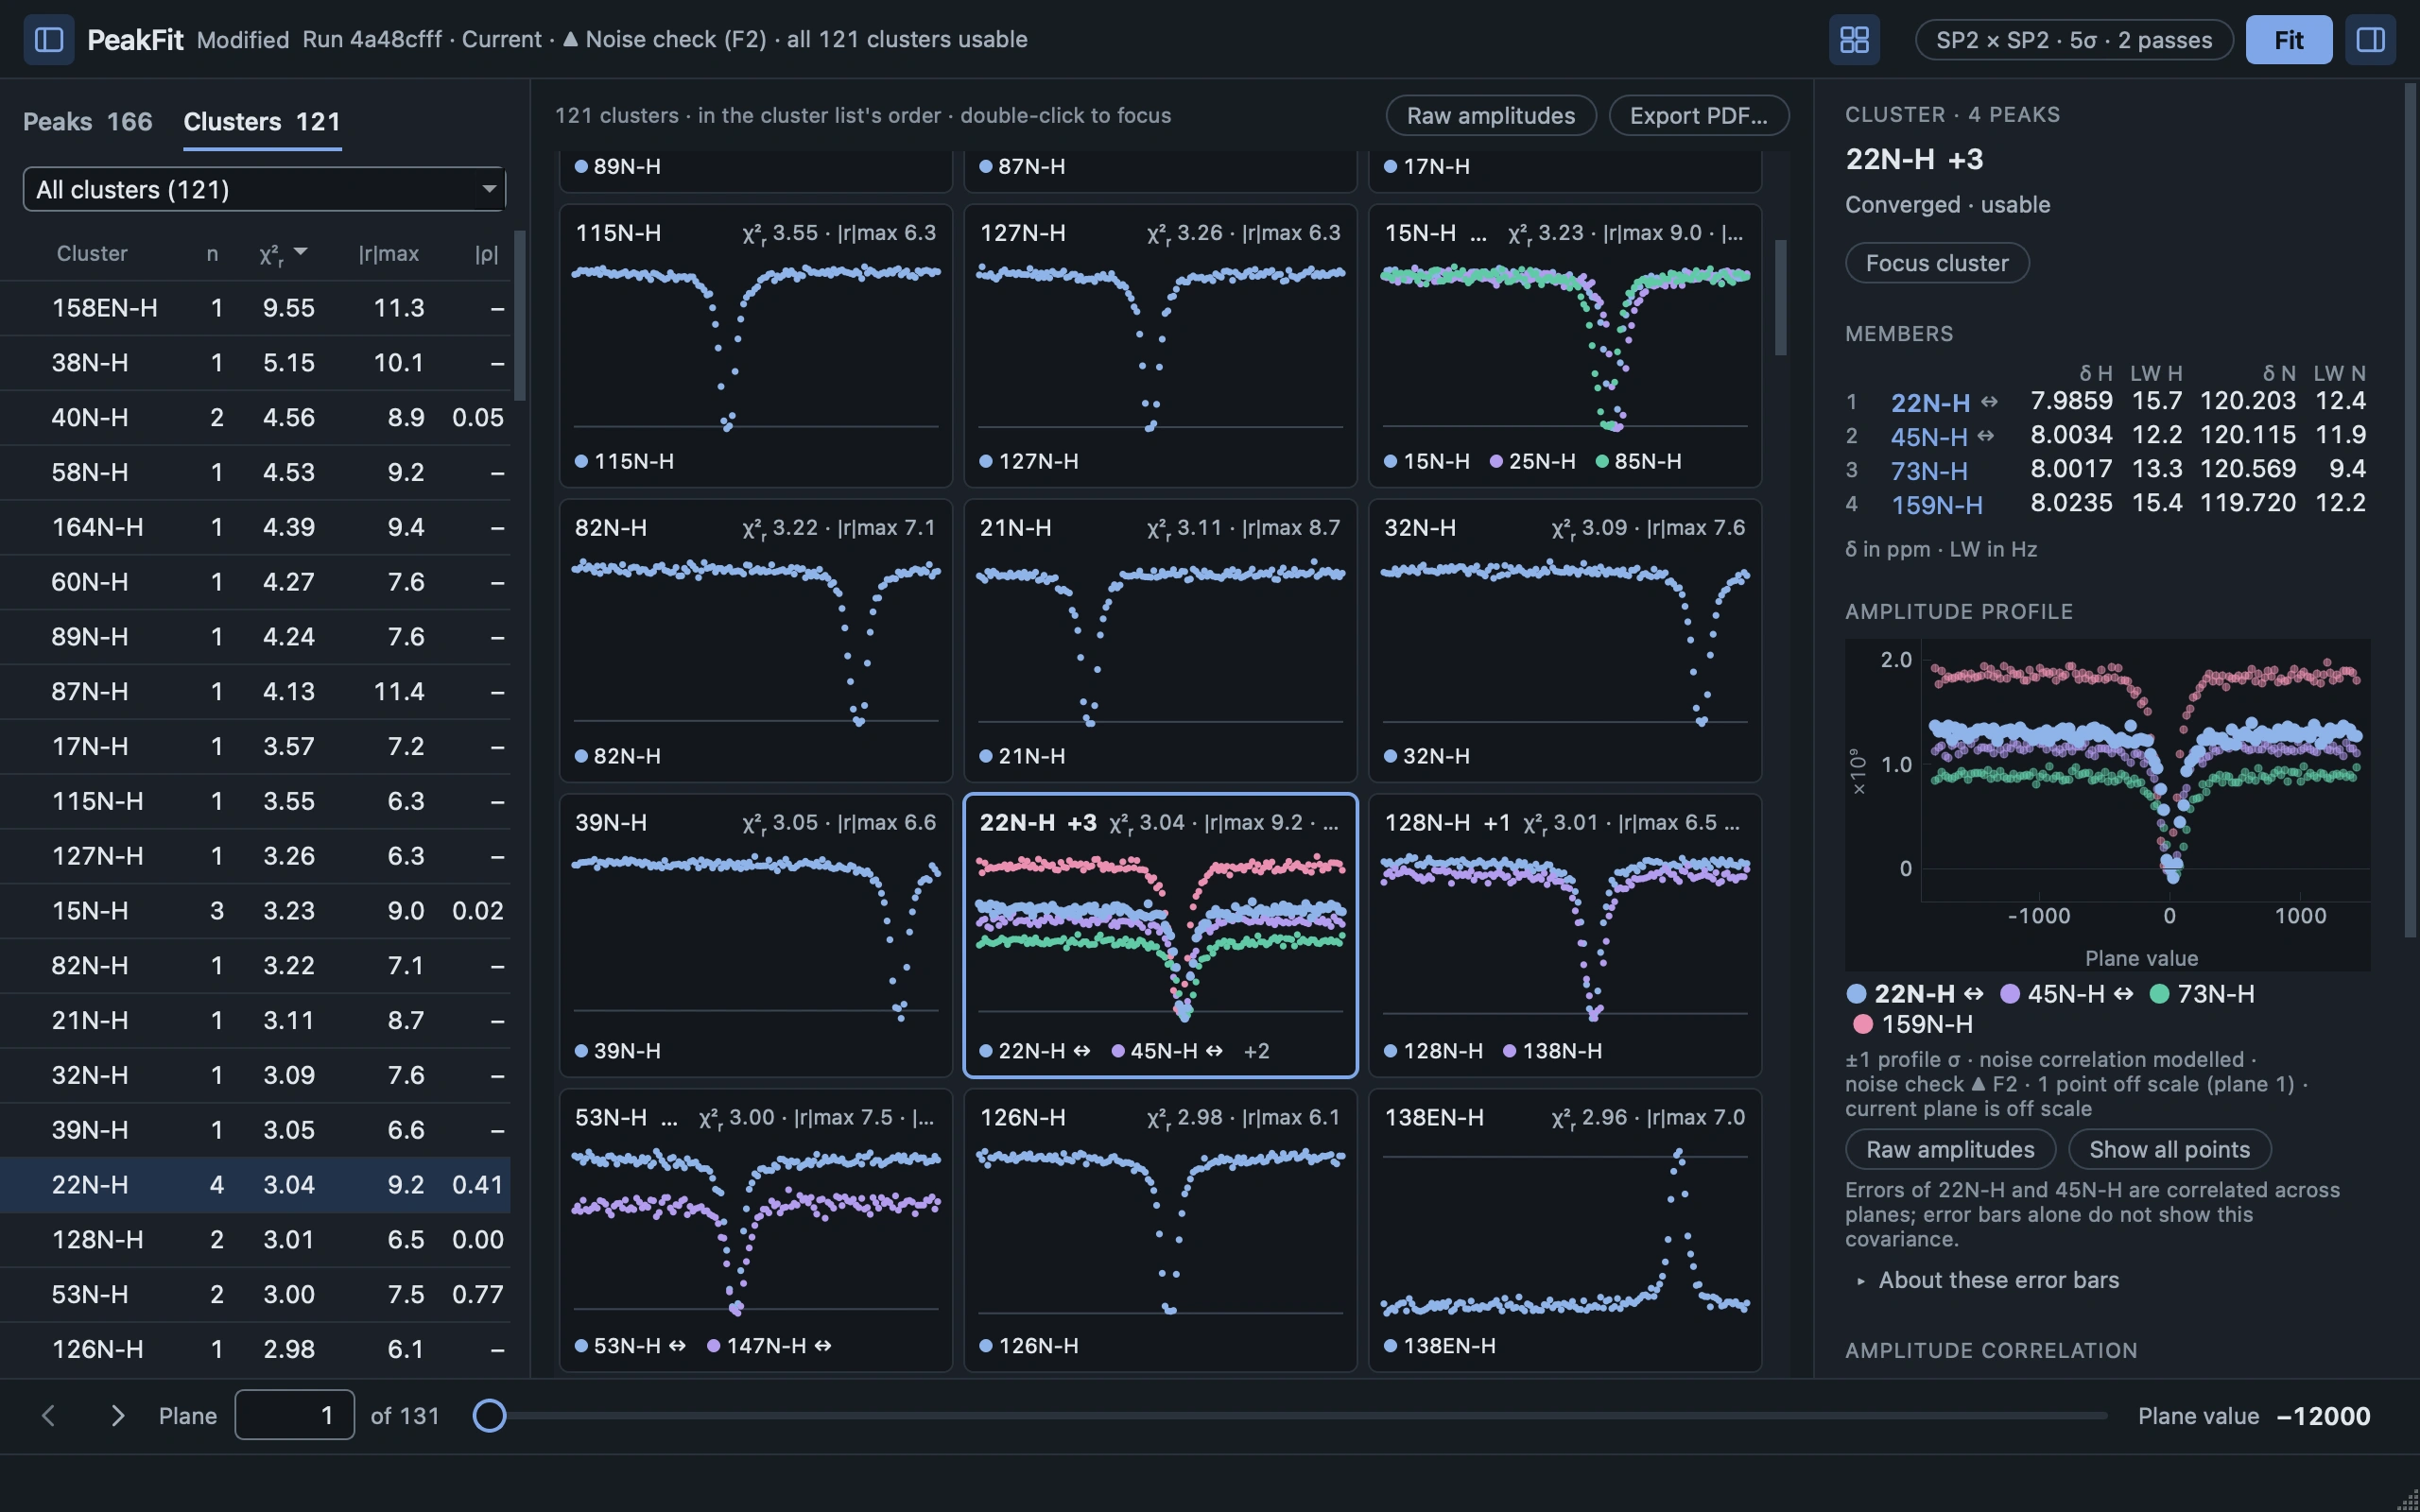 PeakFit Modified Run 4a48cfff · Current · ▲ Noise check (F2) · all 121 clusters usable
SP2 × SP2 · 5σ · 2 passes Fit
Peaks 166 Clusters 121
All clusters (121)
Cluster n χ²r |r|max |ρ|
158EN-H 1 9.55 11.3 –
38N-H 1 5.15 10.1 –
40N-H 2 4.56 8.9 0.05
58N-H 1 4.53 9.2 –
164N-H 1 4.39 9.4 –
60N-H 1 4.27 7.6 –
89N-H 1 4.24 7.6 –
87N-H 1 4.13 11.4 –
17N-H 1 3.57 7.2 –
115N-H 1 3.55 6.3 –
127N-H 1 3.26 6.3 –
15N-H 3 3.23 9.0 0.02
82N-H 1 3.22 7.1 –
21N-H 1 3.11 8.7 –
32N-H 1 3.09 7.6 –
39N-H 1 3.05 6.6 –
22N-H 4 3.04 9.2 0.41
128N-H 2 3.01 6.5 0.00
53N-H 2 3.00 7.5 0.77
126N-H 1 2.98 6.1 –
121 clusters · in the cluster list's order · double-click to focus
Raw amplitudes Export PDF...
89N-H 87N-H 17N-H
115N-H χ²r 3.55 · |r|max 6.3
115N-H
127N-H χ²r 3.26 · |r|max 6.3
127N-H
15N-H ... χ²r 3.23 · |r|max 9.0 · |...
15N-H 25N-H 85N-H
82N-H χ²r 3.22 · |r|max 7.1
82N-H
21N-H χ²r 3.11 · |r|max 8.7
21N-H
32N-H χ²r 3.09 · |r|max 7.6
32N-H
39N-H χ²r 3.05 · |r|max 6.6
39N-H
22N-H +3 χ²r 3.04 · |r|max 9.2 · ...
22N-H ↔ 45N-H ↔ +2
128N-H +1 χ²r 3.01 · |r|max 6.5 ...
128N-H 138N-H
53N-H ... χ²r 3.00 · |r|max 7.5 · |...
53N-H ↔ 147N-H ↔
126N-H χ²r 2.98 · |r|max 6.1
126N-H
138EN-H χ²r 2.96 · |r|max 7.0
138EN-H
CLUSTER · 4 PEAKS
22N-H +3
Converged · usable
Focus cluster
MEMBERS
δ H LW H δ N LW N
1 22N-H ↔ 7.9859 15.7 120.203 12.4
2 45N-H ↔ 8.0034 12.2 120.115 11.9
3 73N-H 8.0017 13.3 120.569 9.4
4 159N-H 8.0235 15.4 119.720 12.2
δ in ppm · LW in Hz
AMPLITUDE PROFILE
2.0
1.0
0
×10⁹
-1000 0 1000
Plane value
22N-H ↔ 45N-H ↔ 73N-H
159N-H
±1 profile σ · noise correlation modelled ·
noise check ▲ F2 · 1 point off scale (plane 1) ·
current plane is off scale
Raw amplitudes Show all points
Errors of 22N-H and 45N-H are correlated across
planes; error bars alone do not show this
covariance.
▸ About these error bars
AMPLITUDE CORRELATION
Plane 1 of 131 Plane value −12000